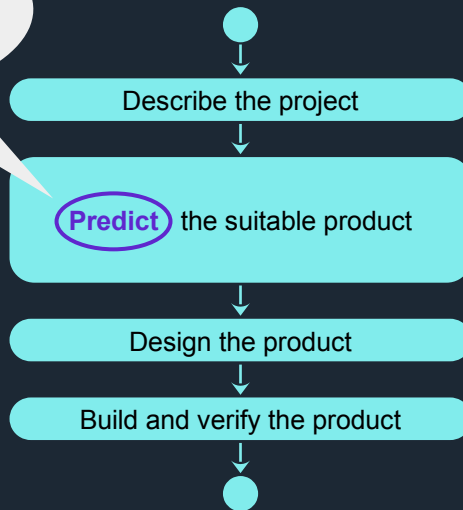 Describe the project
Predict the suitable product
Design the product
Build and verify the product